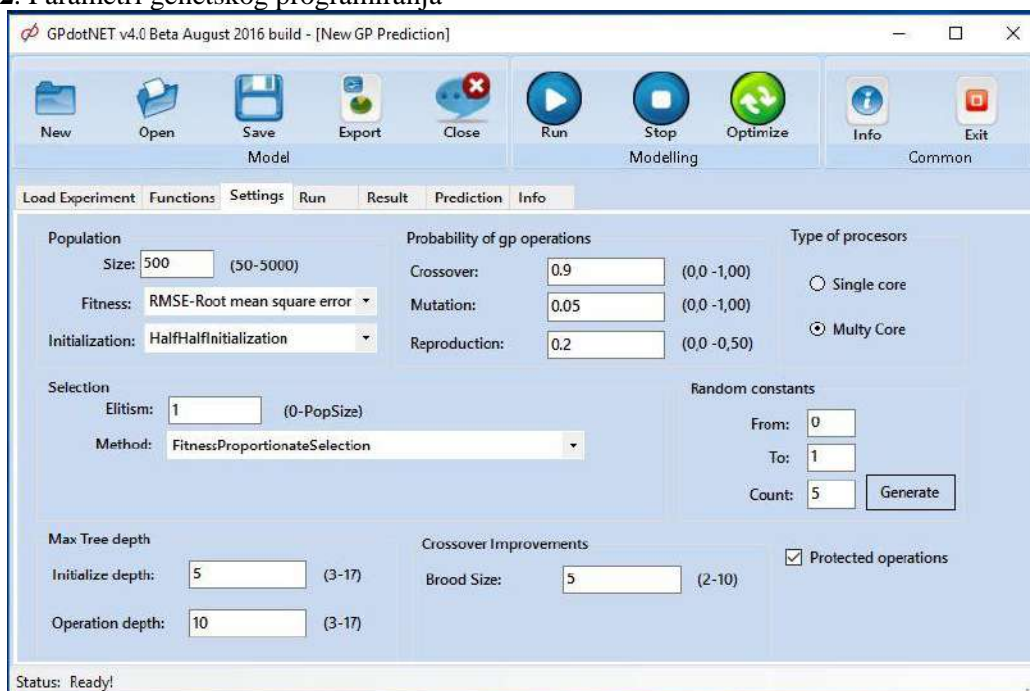 2. Parametri genetskog programiranja
GPdotNET v4.0 Beta August 2016 build - [New GP Prediction]
New Open Save Export Close Run Stop Optimize Info Exit
Model Modelling Common
Load Experiment Functions Settings Run Result Prediction Info
Population Probability of gp operations Type of procesors
Size: 500 (50-5000) Crossover: 0.9 (0,0 -1,00) Single core
Fitness: RMSE-Root mean square error Mutation: 0.05 (0,0 -1,00)
Initialization: HalfHalfInitialization Reproduction: 0.2 (0,0 -0,50) Multy Core
Selection Random constants
Elitism: 1 (0-PopSize) From: 0
Method: FitnessProportionateSelection To: 1
Count: 5 Generate
Max Tree depth Crossover Improvements Protected operations
Initialize depth: 5 (3-17) Brood Size: 5 (2-10)
Operation depth: 10 (3-17)
Status: Ready!